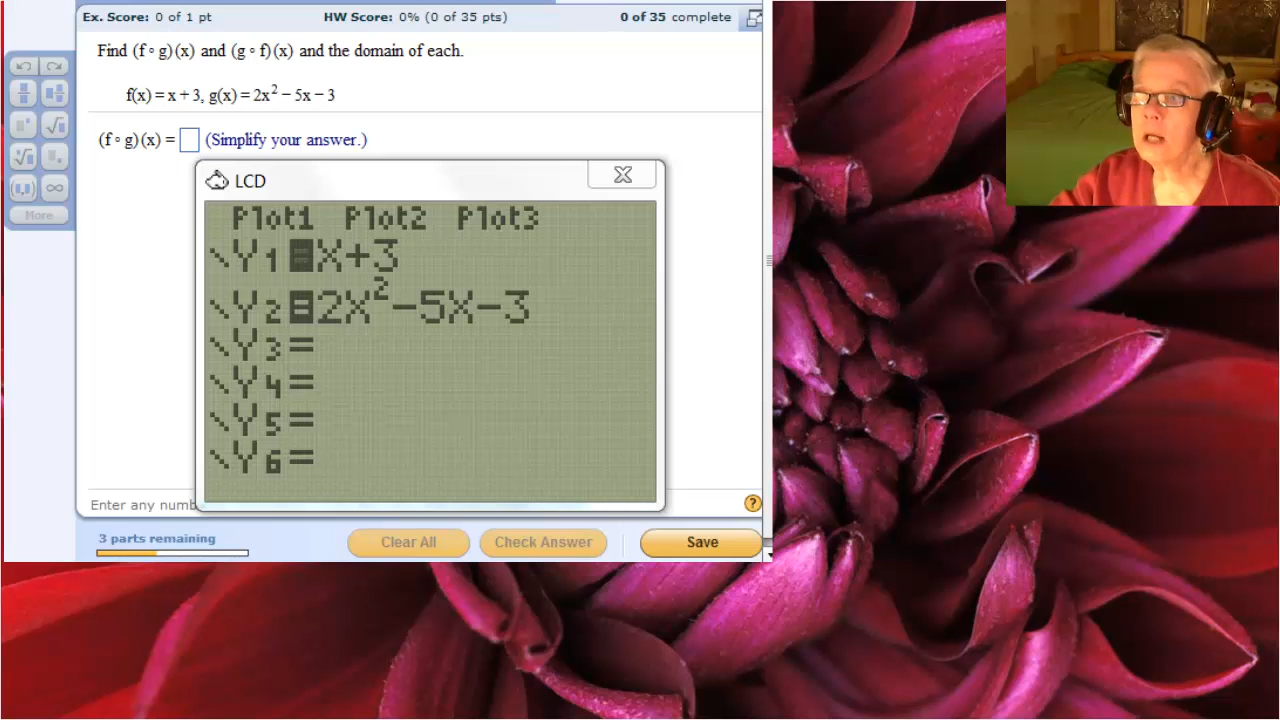 Ex. Score: 0 of 1 pt HW Score: 0% (0 of 35 pts) 0 of 35 complete
Find (f∘g)(x) and (g∘f)(x) and the domain of each.
f(x) = x + 3, g(x) = 2x² − 5x − 3
(f∘g)(x) = (Simplify your answer.)
More
LCD
Plot1 Plot2 Plot3
\Y1=X+3
\Y2=2X²-5X-3
\Y3=
\Y4=
\Y5=
\Y6=
Enter any numb
?
3 parts remaining
Clear All Check Answer Save